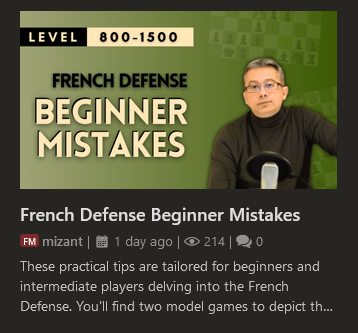 LEVEL 800-1500
FRENCH DEFENSE
BEGINNER
MISTAKES
French Defense Beginner Mistakes
FM mizant | 1 day ago | 214 | 0
These practical tips are tailored for beginners and
intermediate players delving into the French
Defense. You'll find two model games to depict th...